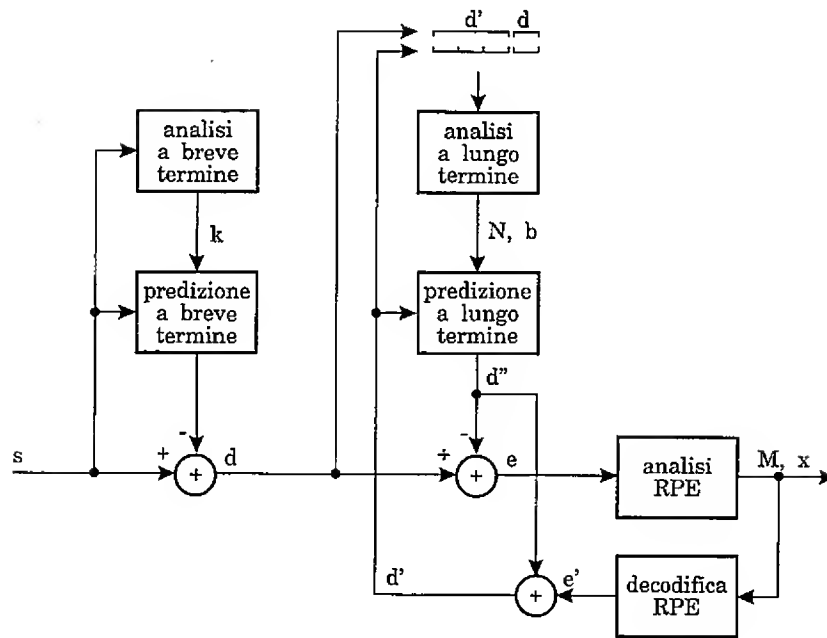 d' d
analisi
a breve
termine
analisi
a lungo
termine
k
N, b
predizione
a breve
termine
predizione
a lungo
termine
d"
s
+
-
+
d
+
-
+
e
analisi
RPE
M, x
d'
+
e'
decodifica
RPE